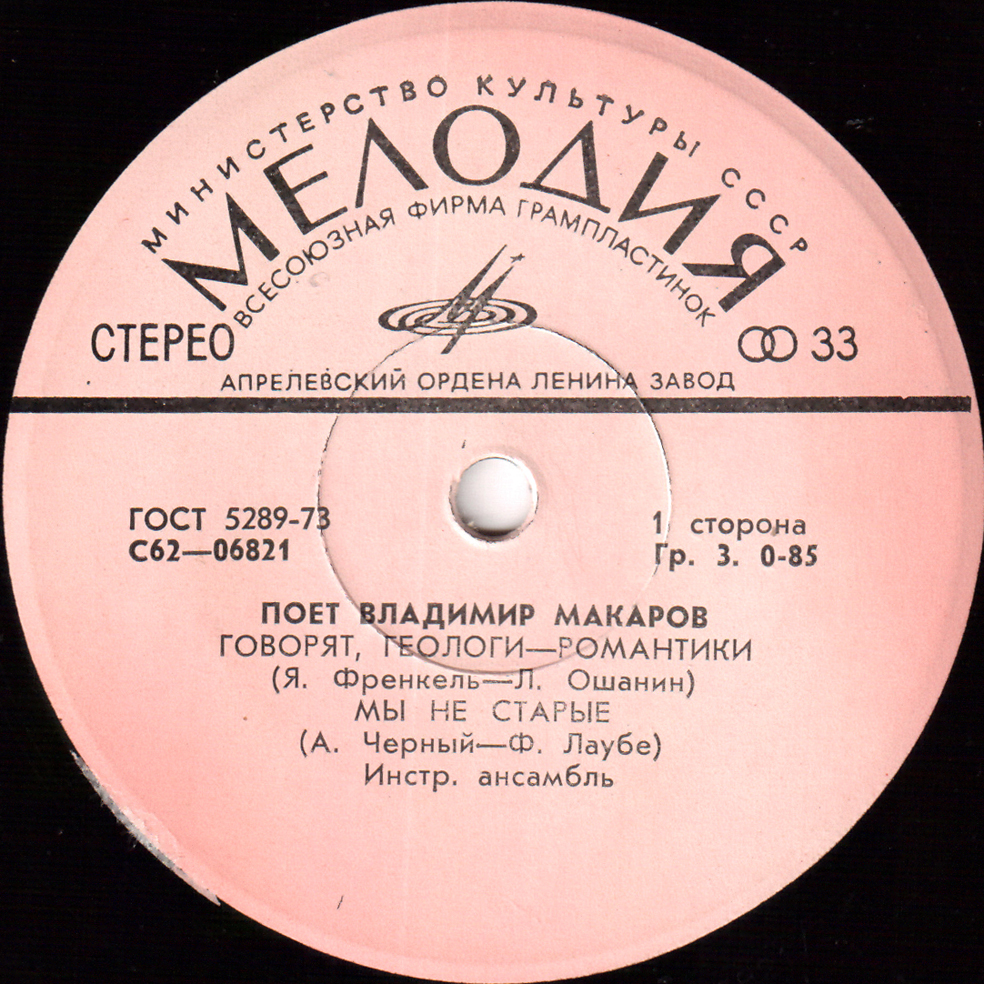 МИНИСТЕРСТВО КУЛЬТУРЫ СССР
МЕЛОДИЯ
ВСЕСОЮЗНАЯ ФИРМА ГРАМПЛАСТИНОК
СТЕРЕО
33
АПРЕЛЕВСКИЙ ОРДЕНА ЛЕНИНА ЗАВОД
ГОСТ 5289-73
С62—06821
1 сторона
Гр. 3. 0-85
ПОЕТ ВЛАДИМИР МАКАРОВ
ГОВОРЯТ, ГЕОЛОГИ—РОМАНТИКИ
(Я. Френкель—Л. Ошанин)
МЫ НЕ СТАРЫЕ
(А. Черный—Ф. Лаубе)
Инстр. ансамбль